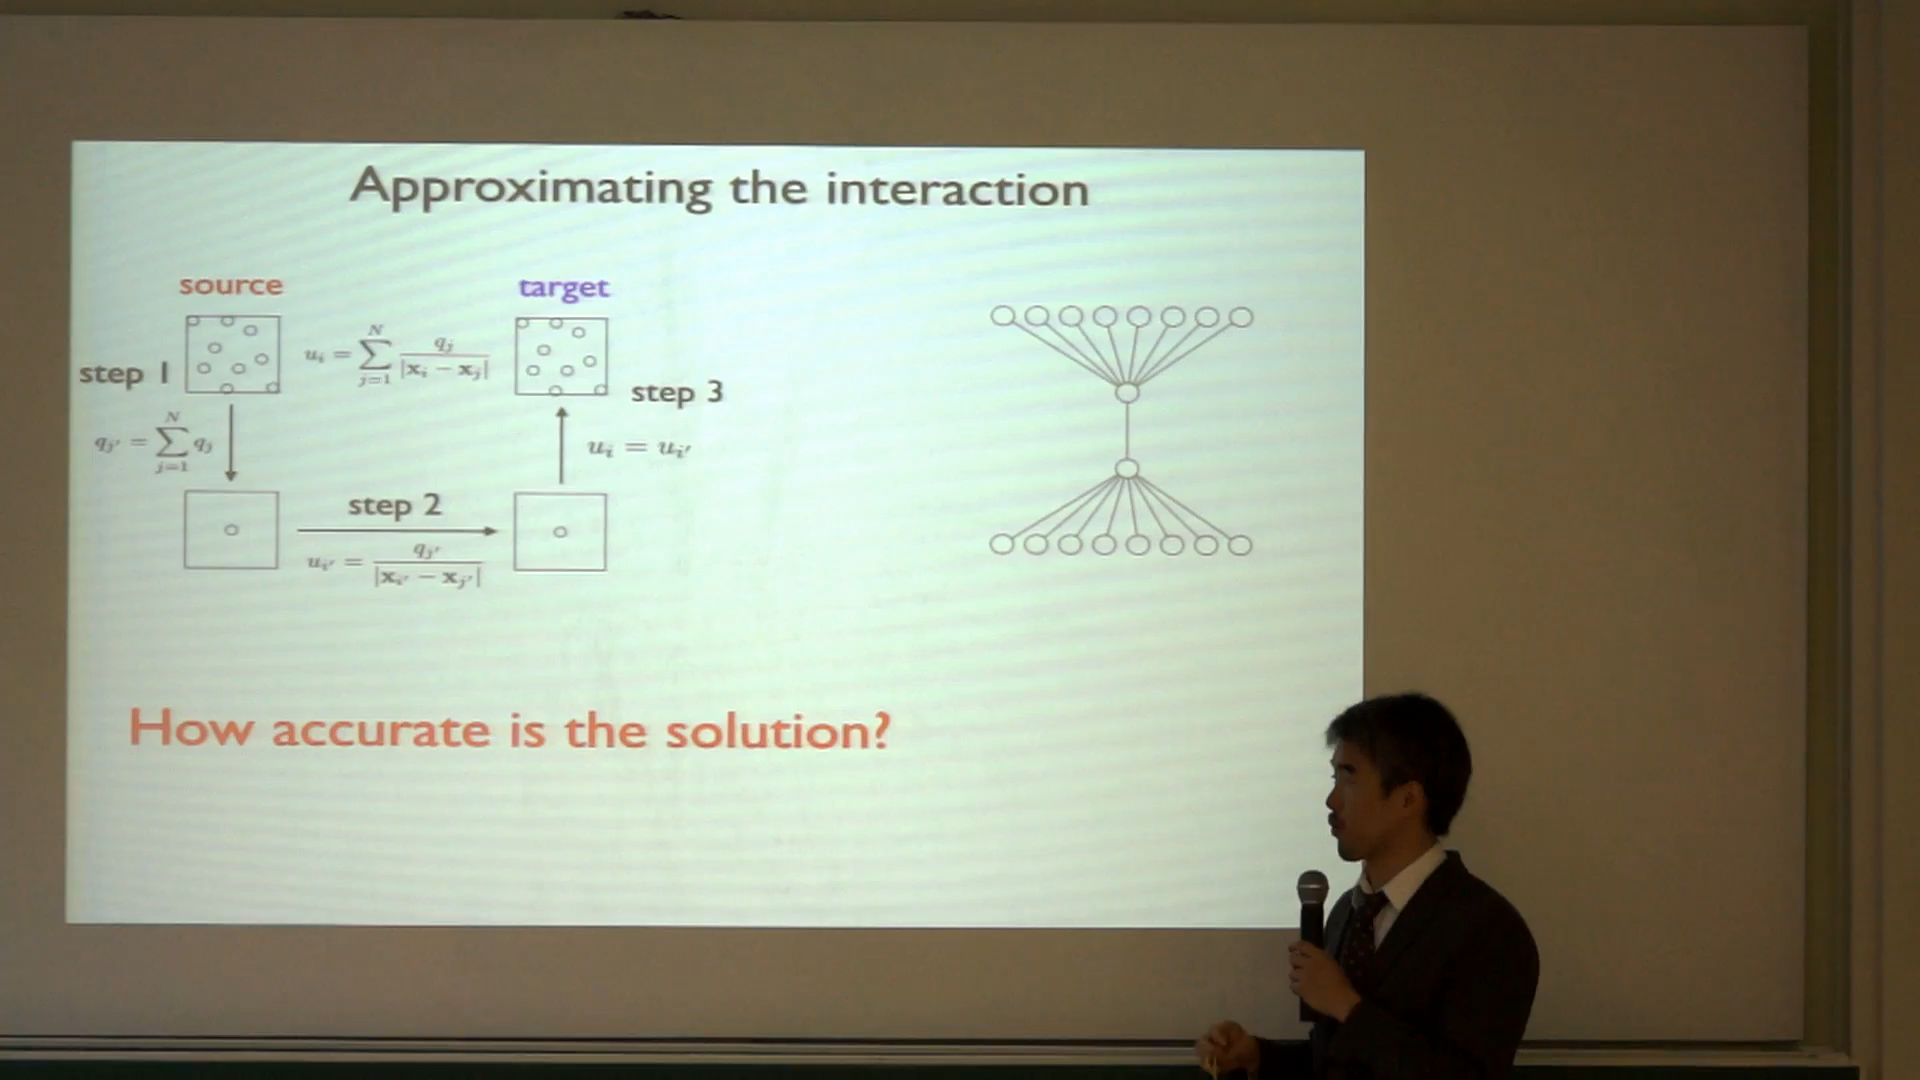 Approximating the interaction
source
target
u_i = \sum_{j=1}^{N} \frac{q_j}{|\mathbf{x}_i - \mathbf{x}_j|}
step 1
step 3
q_{j'} = \sum_{j=1}^{N} q_j
u_i = u_{i'}
step 2
u_{i'} = \frac{q_{j'}}{|\mathbf{x}_{i'} - \mathbf{x}_{j'}|}
How accurate is the solution?